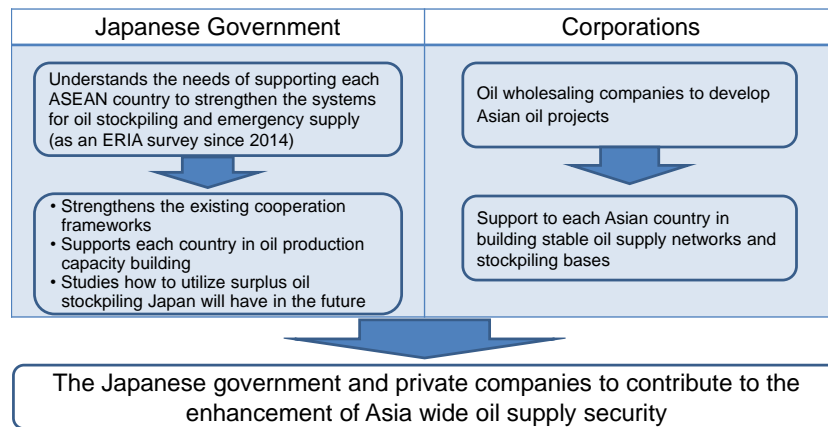 Japanese Government
Corporations
Understands the needs of supporting each
ASEAN country to strengthen the systems
for oil stockpiling and emergency supply
(as an ERIA survey since 2014)
• Strengthens the existing cooperation
frameworks
• Supports each country in oil production
capacity building
• Studies how to utilize surplus oil
stockpiling Japan will have in the future
Oil wholesaling companies to develop
Asian oil projects
Support to each Asian country in
building stable oil supply networks and
stockpiling bases
The Japanese government and private companies to contribute to the
enhancement of Asia wide oil supply security